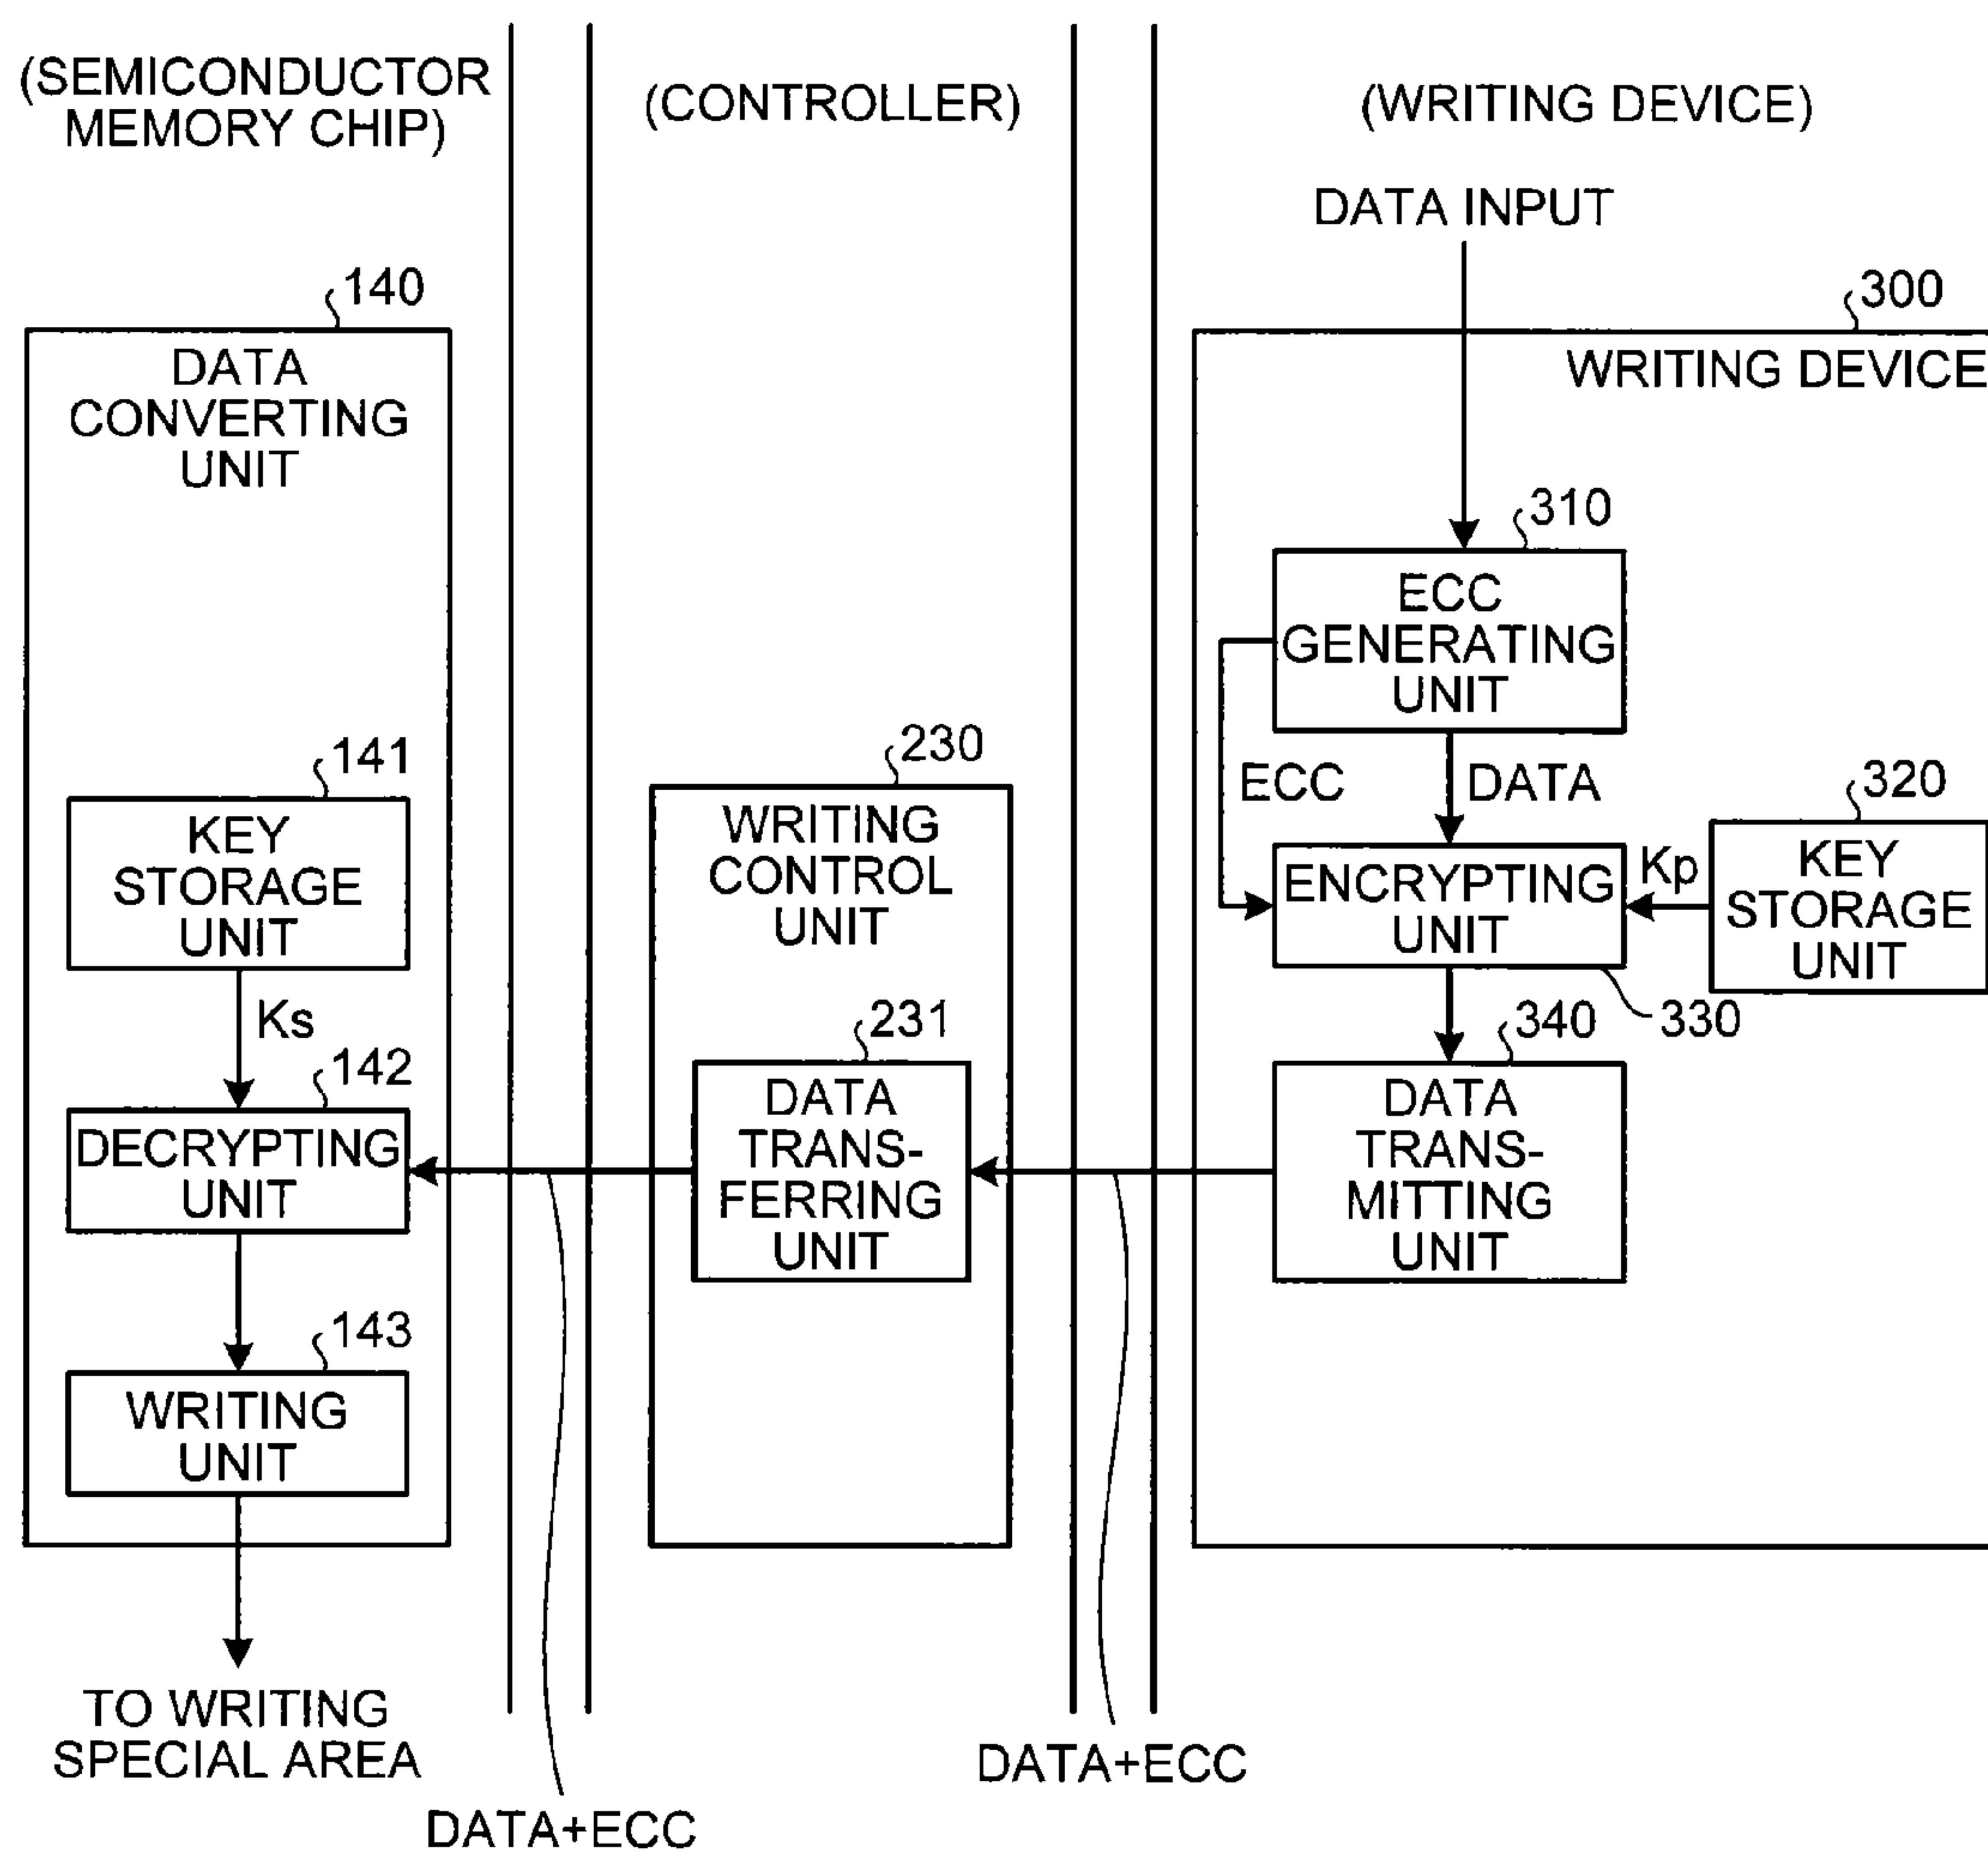 (SEMICONDUCTOR
MEMORY CHIP)
(CONTROLLER)
(WRITING DEVICE)
DATA INPUT
140
DATA
CONVERTING
UNIT
300
WRITING DEVICE
310
ECC
GENERATING
UNIT
ECC
DATA
141
KEY
STORAGE
UNIT
Ks
230
WRITING
CONTROL
UNIT
320
KEY
STORAGE
UNIT
Kp
ENCRYPTING
UNIT
330
142
DECRYPTING
UNIT
231
DATA
TRANS-
FERRING
UNIT
340
DATA
TRANS-
MITTING
UNIT
143
WRITING
UNIT
TO WRITING
SPECIAL AREA
DATA+ECC
DATA+ECC